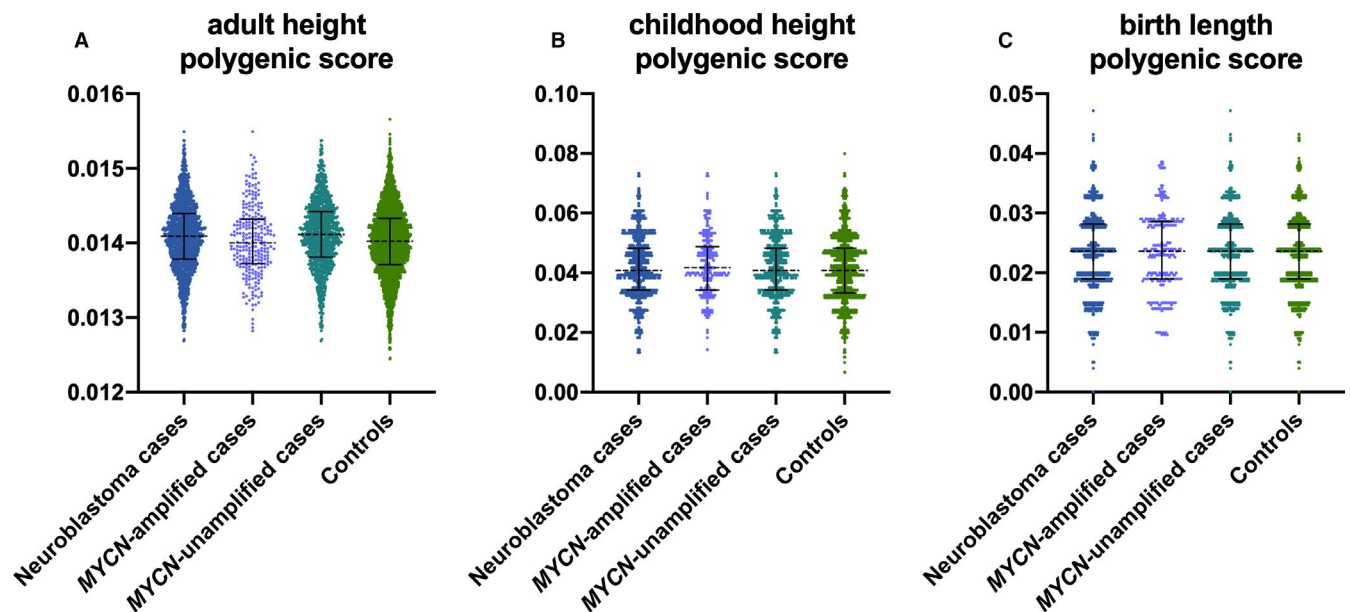 A
adult height
polygenic score
0.016
0.015
0.014
0.013
0.012
Neuroblastoma cases
MYCN-amplified cases
MYCN-unamplified cases
Controls
B
childhood height
polygenic score
0.10
0.08
0.06
0.04
0.02
0.00
Neuroblastoma cases
MYCN-amplified cases
MYCN-unamplified cases
Controls
C
birth length
polygenic score
0.05
0.04
0.03
0.02
0.01
0.00
Neuroblastoma cases
MYCN-amplified cases
MYCN-unamplified cases
Controls